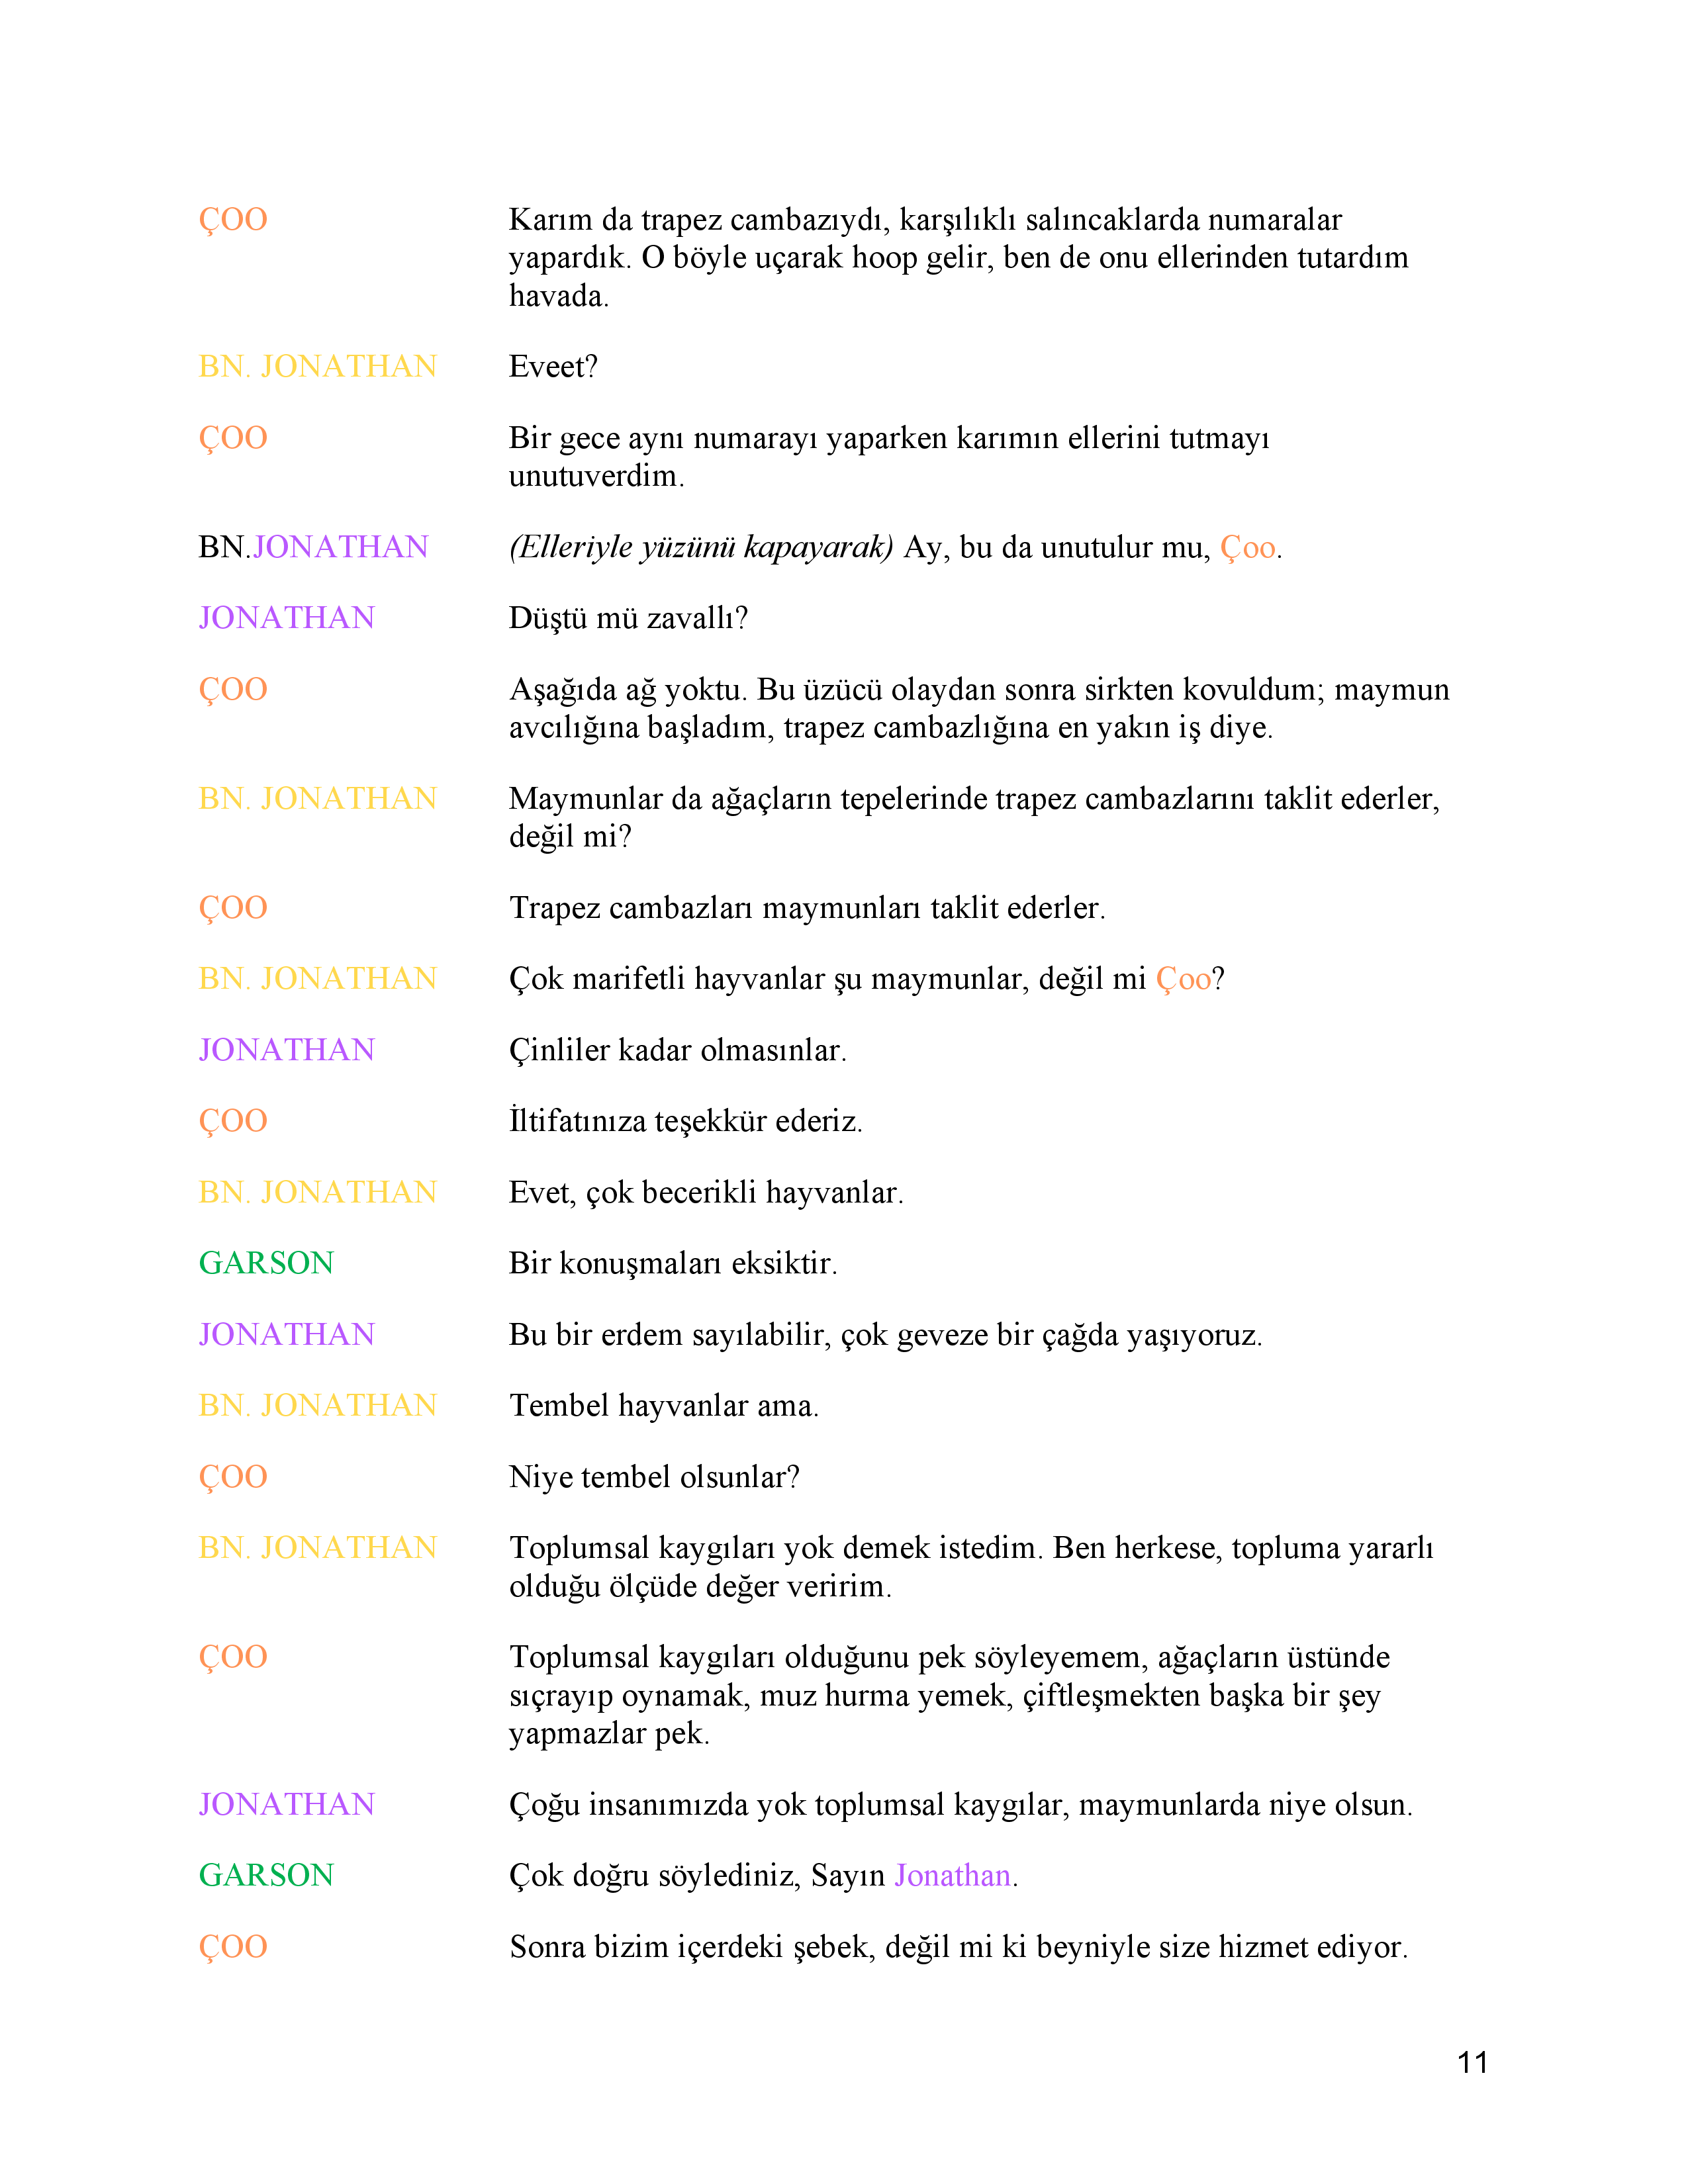 ÇOO Karım da trapez cambazıydı, karşılıklı salıncaklarda numaralar
yapardık. O böyle uçarak hoop gelir, ben de onu ellerinden tutardım
havada.
BN. JONATHAN Eveet?
ÇOO Bir gece aynı numarayı yaparken karımın ellerini tutmayı
unutuverdim.
BN.JONATHAN (Elleriyle yüzünü kapayarak) Ay, bu da unutulur mu, Çoo.
JONATHAN Düştü mü zavallı?
ÇOO Aşağıda ağ yoktu. Bu üzücü olaydan sonra sirkten kovuldum; maymun
avcılığına başladım, trapez cambazlığına en yakın iş diye.
BN. JONATHAN Maymunlar da ağaçların tepelerinde trapez cambazlarını taklit ederler,
değil mi?
ÇOO Trapez cambazları maymunları taklit ederler.
BN. JONATHAN Çok marifetli hayvanlar şu maymunlar, değil mi Çoo?
JONATHAN Çinliler kadar olmasınlar.
ÇOO İltifatınıza teşekkür ederiz.
BN. JONATHAN Evet, çok becerikli hayvanlar.
GARSON Bir konuşmaları eksiktir.
JONATHAN Bu bir erdem sayılabilir, çok geveze bir çağda yaşıyoruz.
BN. JONATHAN Tembel hayvanlar ama.
ÇOO Niye tembel olsunlar?
BN. JONATHAN Toplumsal kaygıları yok demek istedim. Ben herkese, topluma yararlı
olduğu ölçüde değer veririm.
ÇOO Toplumsal kaygıları olduğunu pek söyleyemem, ağaçların üstünde
sıçrayıp oynamak, muz hurma yemek, çiftleşmekten başka bir şey
yapmazlar pek.
JONATHAN Çoğu insanımızda yok toplumsal kaygılar, maymunlarda niye olsun.
GARSON Çok doğru söylediniz, Sayın Jonathan.
ÇOO Sonra bizim içerdeki şebek, değil mi ki beyniyle size hizmet ediyor.
11